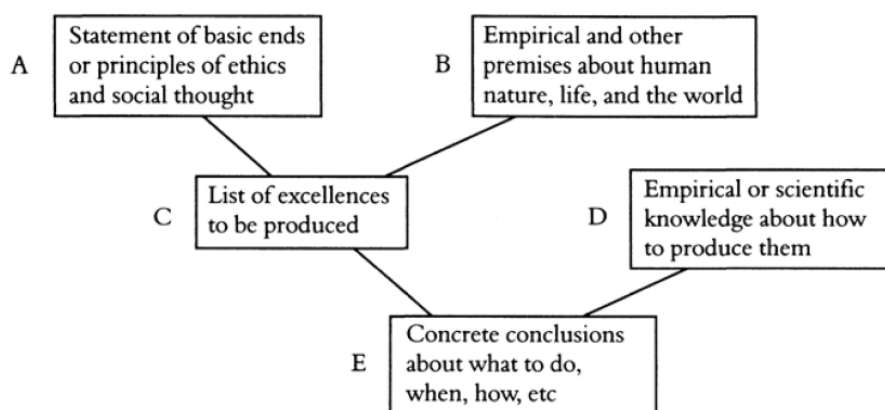 A
Statement of basic ends
or principles of ethics
and social thought
B
Empirical and other
premises about human
nature, life, and the world
C
List of excellences
to be produced
D
Empirical or scientific
knowledge about how
to produce them
E
Concrete conclusions
about what to do,
when, how, etc